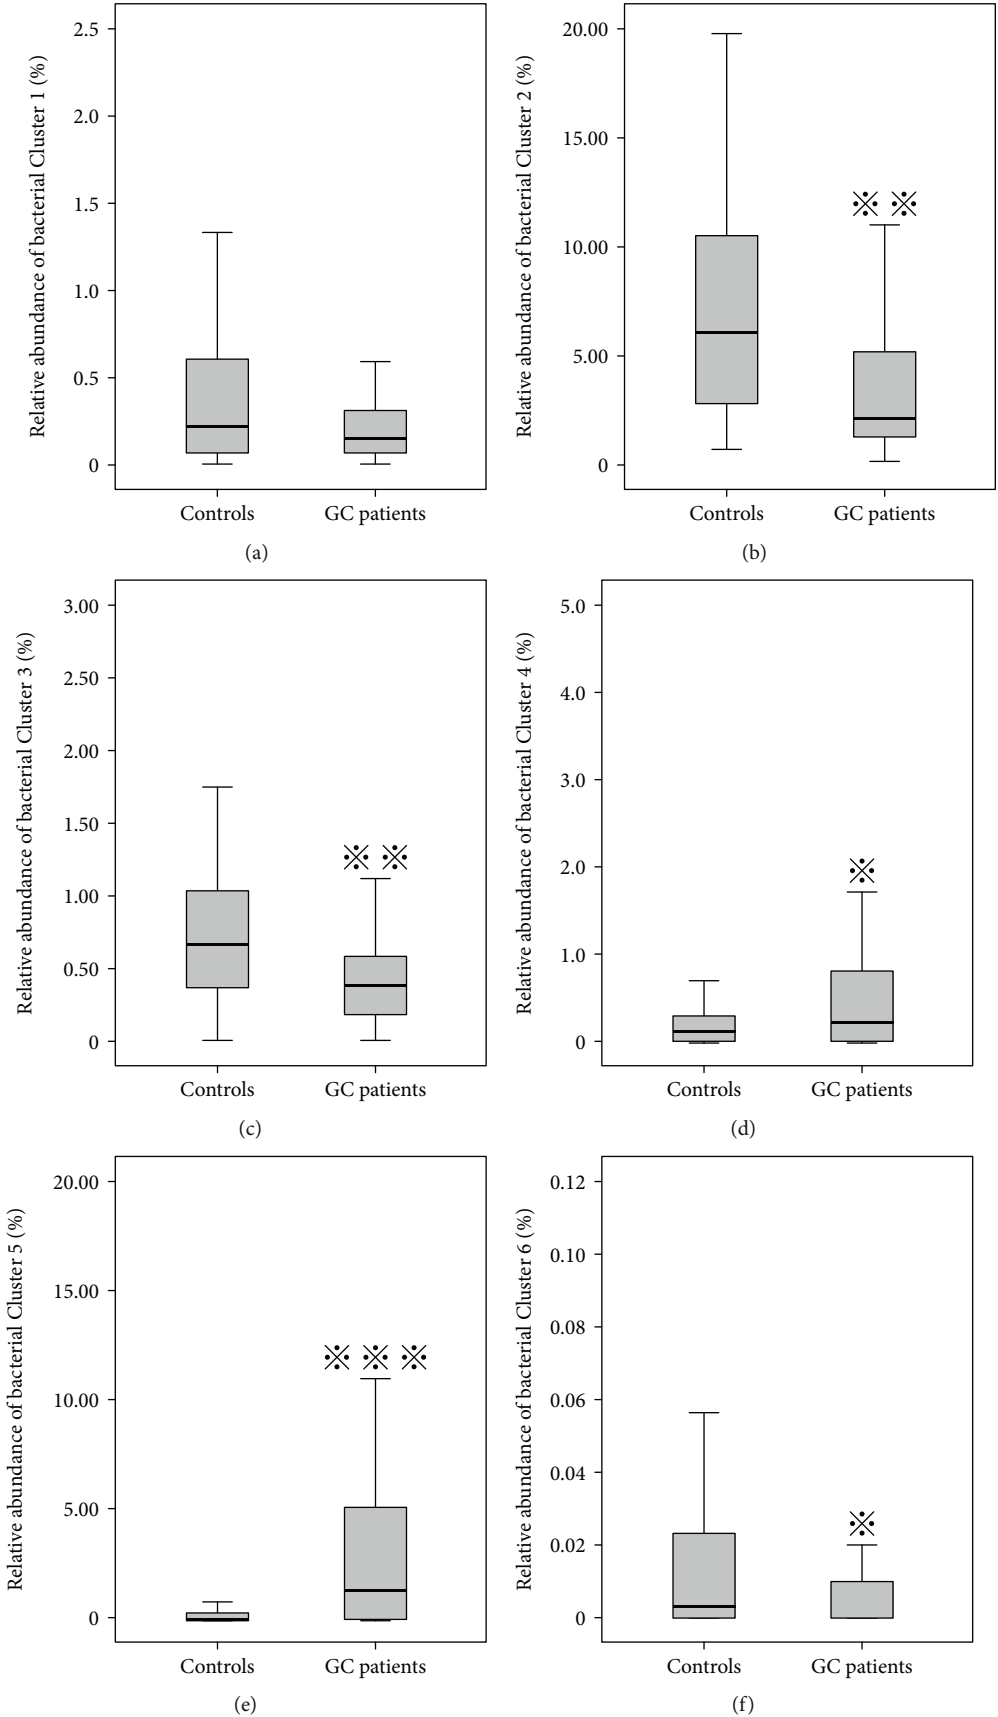 Relative abundance of bacterial Cluster 1 (%)
2.5
2.0
1.5
1.0
0.5
0
Controls GC patients
(a)
Relative abundance of bacterial Cluster 2 (%)
20.00
15.00
10.00
5.00
0
※ ※
Controls GC patients
(b)
Relative abundance of bacterial Cluster 3 (%)
3.00
2.50
2.00
1.50
1.00
0.50
0
※ ※
Controls GC patients
(c)
Relative abundance of bacterial Cluster 4 (%)
5.0
4.0
3.0
2.0
1.0
0
※
Controls GC patients
(d)
Relative abundance of bacterial Cluster 5 (%)
20.00
15.00
10.00
5.00
0
※ ※ ※
Controls GC patients
(e)
Relative abundance of bacterial Cluster 6 (%)
0.12
0.10
0.08
0.06
0.04
0.02
0
※
Controls GC patients
(f)